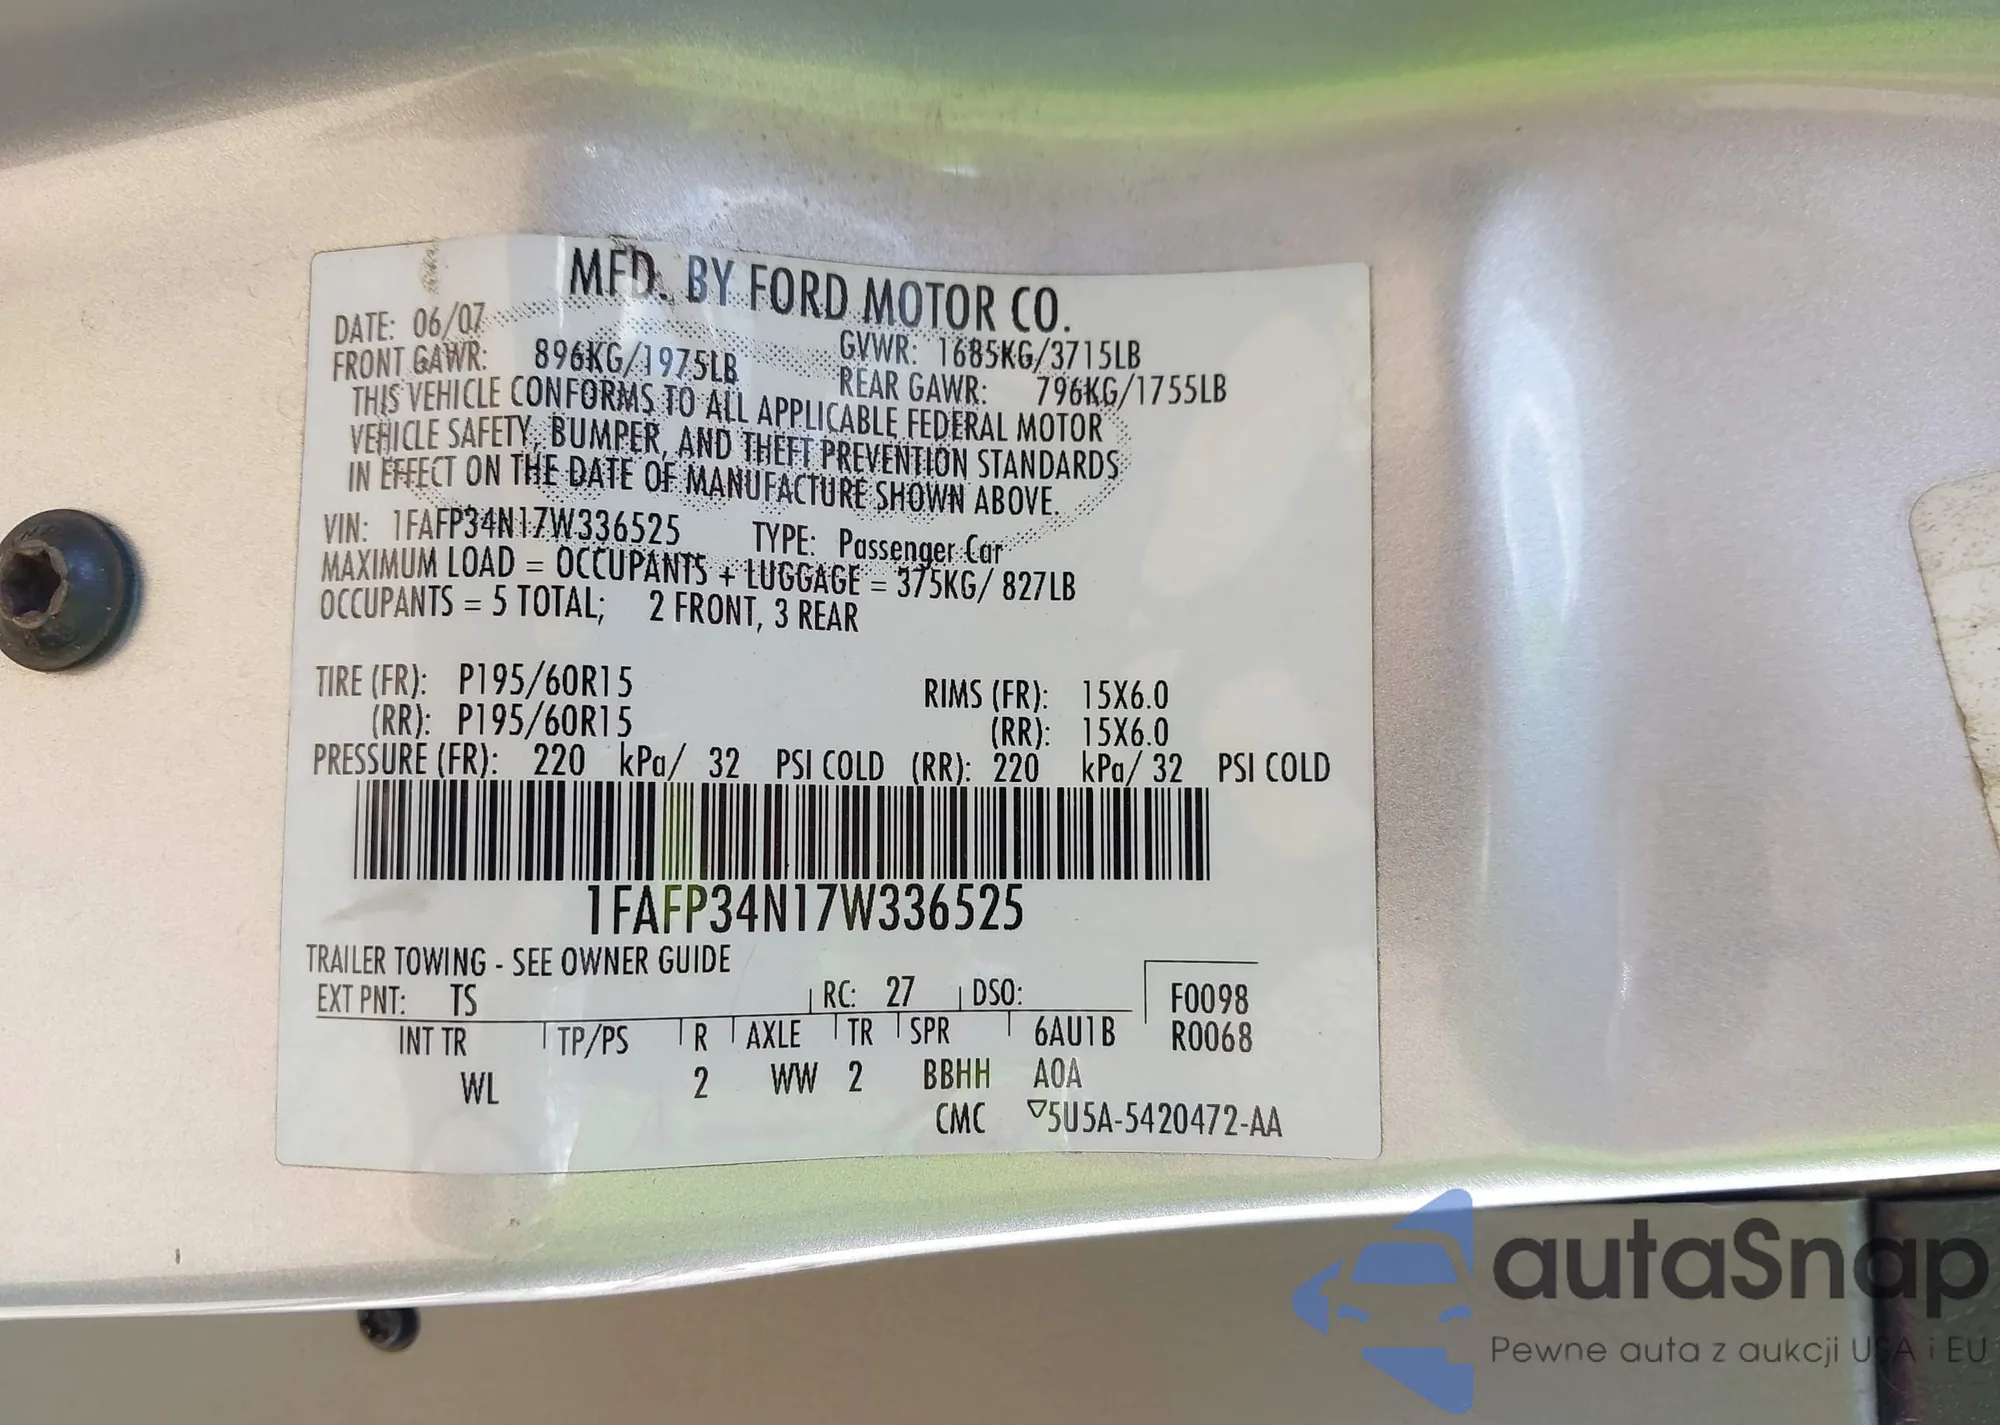 MFD. BY FORD MOTOR CO.
DATE: 06/07 GVWR: 1685KG/3715LB
FRONT GAWR: 896KG/1975LB REAR GAWR: 796KG/1755LB
THIS VEHICLE CONFORMS TO ALL APPLICABLE FEDERAL MOTOR
VEHICLE SAFETY, BUMPER, AND THEFT PREVENTION STANDARDS
IN EFFECT ON THE DATE OF MANUFACTURE SHOWN ABOVE.
VIN: 1FAFP34N17W336525 TYPE: Passenger Car
MAXIMUM LOAD = OCCUPANTS + LUGGAGE = 375KG/ 827LB
OCCUPANTS = 5 TOTAL; 2 FRONT, 3 REAR
TIRE (FR): P195/60R15 RIMS (FR): 15X6.0
(RR): P195/60R15 (RR): 15X6.0
PRESSURE (FR): 220 kPa/ 32 PSI COLD (RR): 220 kPa/ 32 PSI COLD
1FAFP34N17W336525
TRAILER TOWING - SEE OWNER GUIDE
EXT PNT: TS RC: 27 DSO: F0098
INT TR TP/PS R AXLE TR SPR 6AU1B R0068
WL 2 WW 2 BBHH A0A
CMC ▽5U5A-5420472-AA
autaSnap
Pewne auta z aukcji USA i EU